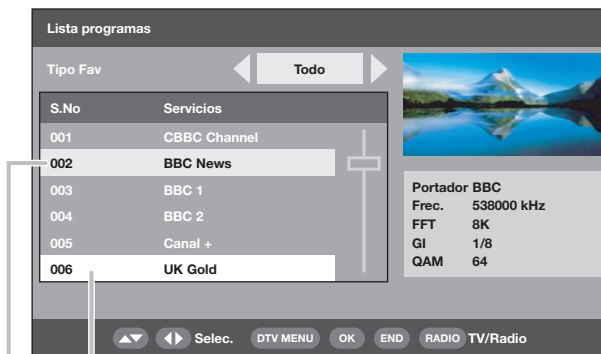 Lista programas
Tipo Fav Todo
S.No Servicios
001 CBBC Channel
002 BBC News
003 BBC 1
004 BBC 2
005 Canal +
006 UK Gold
Portador BBC
Frec. 538000 kHz
FFT 8K
GI 1/8
QAM 64
Selec. DTV MENU OK END RADIO TV/Radio